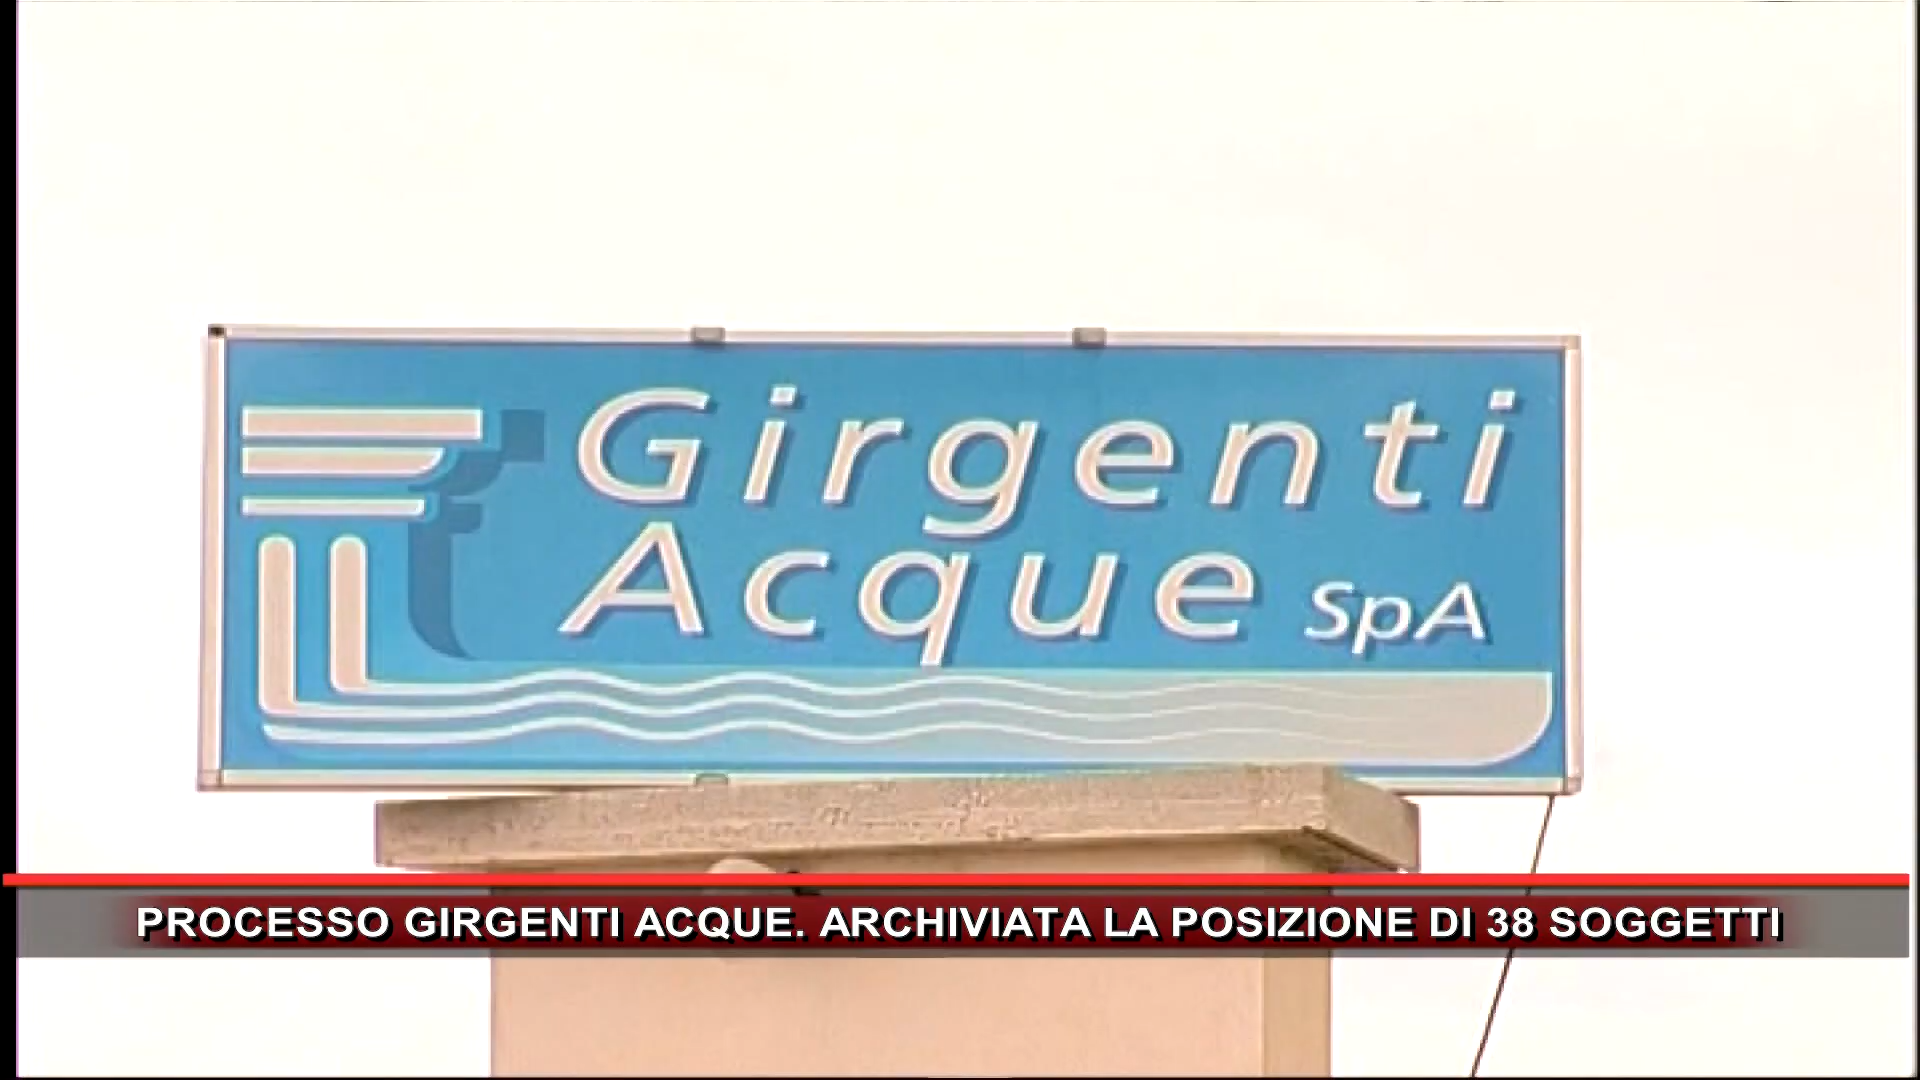 Girgenti
Acque SpA
PROCESSO GIRGENTI ACQUE. ARCHIVIATA LA POSIZIONE DI 38 SOGGETTI